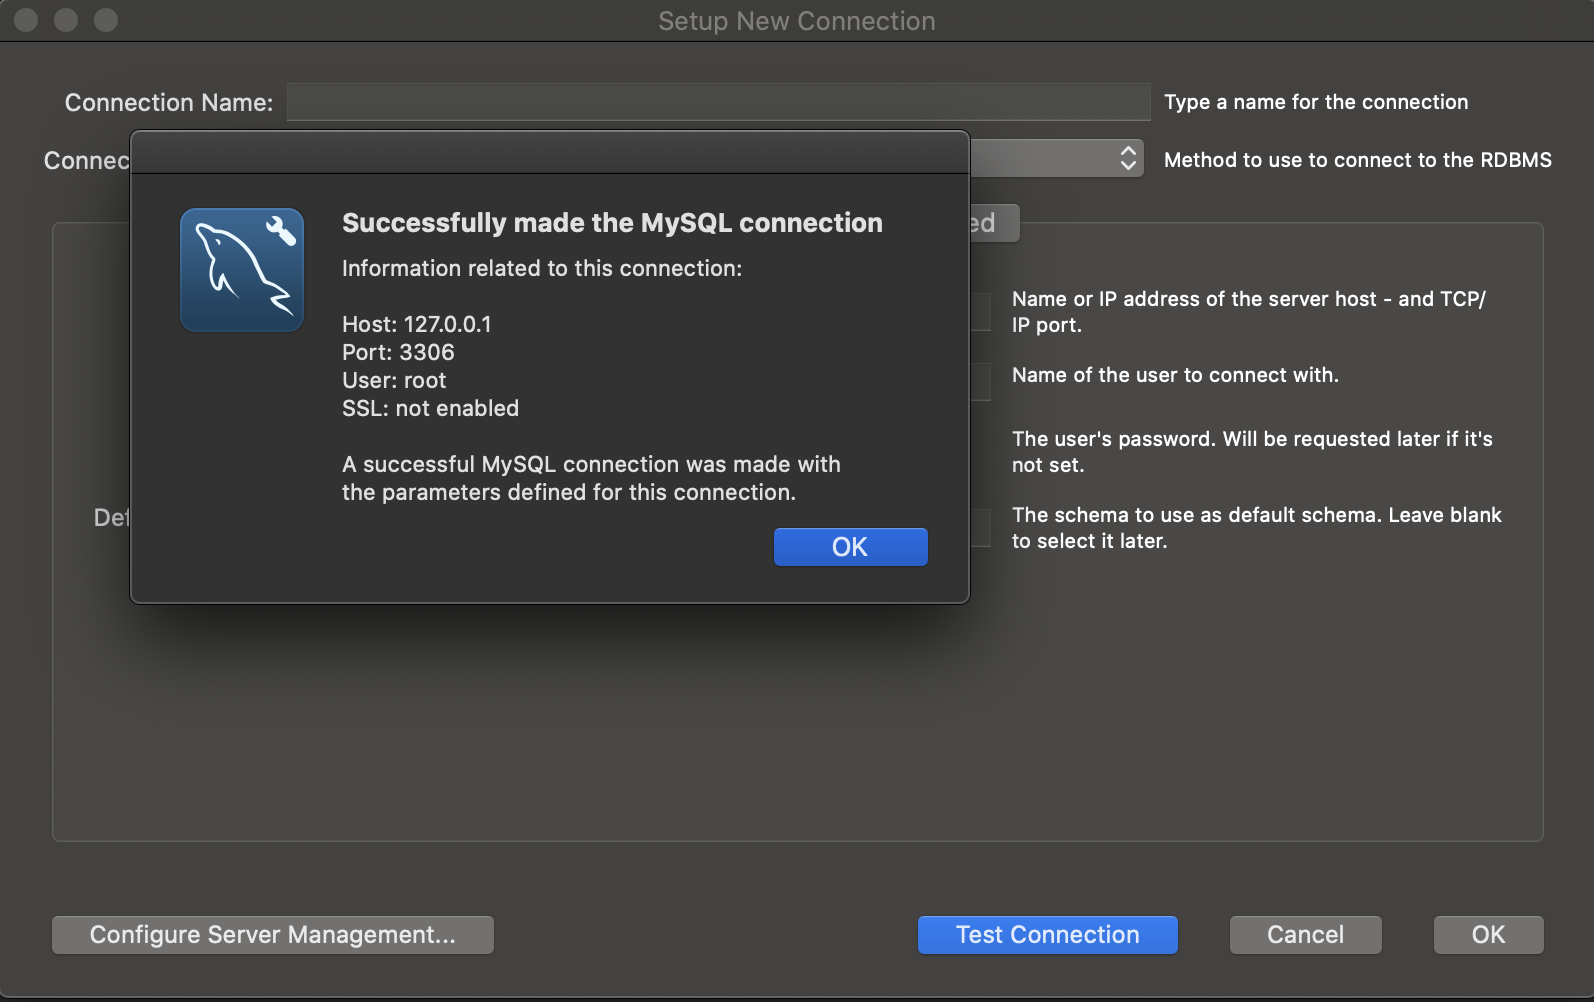 Setup New Connection
Connection Name:
Type a name for the connection
Method to use to connect to the RDBMS
Successfully made the MySQL connection
Information related to this connection:
Host: 127.0.0.1
Port: 3306
User: root
SSL: not enabled
A successful MySQL connection was made with
the parameters defined for this connection.
OK
Name or IP address of the server host - and TCP/
IP port.
Name of the user to connect with.
The user's password. Will be requested later if it's
not set.
The schema to use as default schema. Leave blank
to select it later.
Configure Server Management...
Test Connection
Cancel
OK